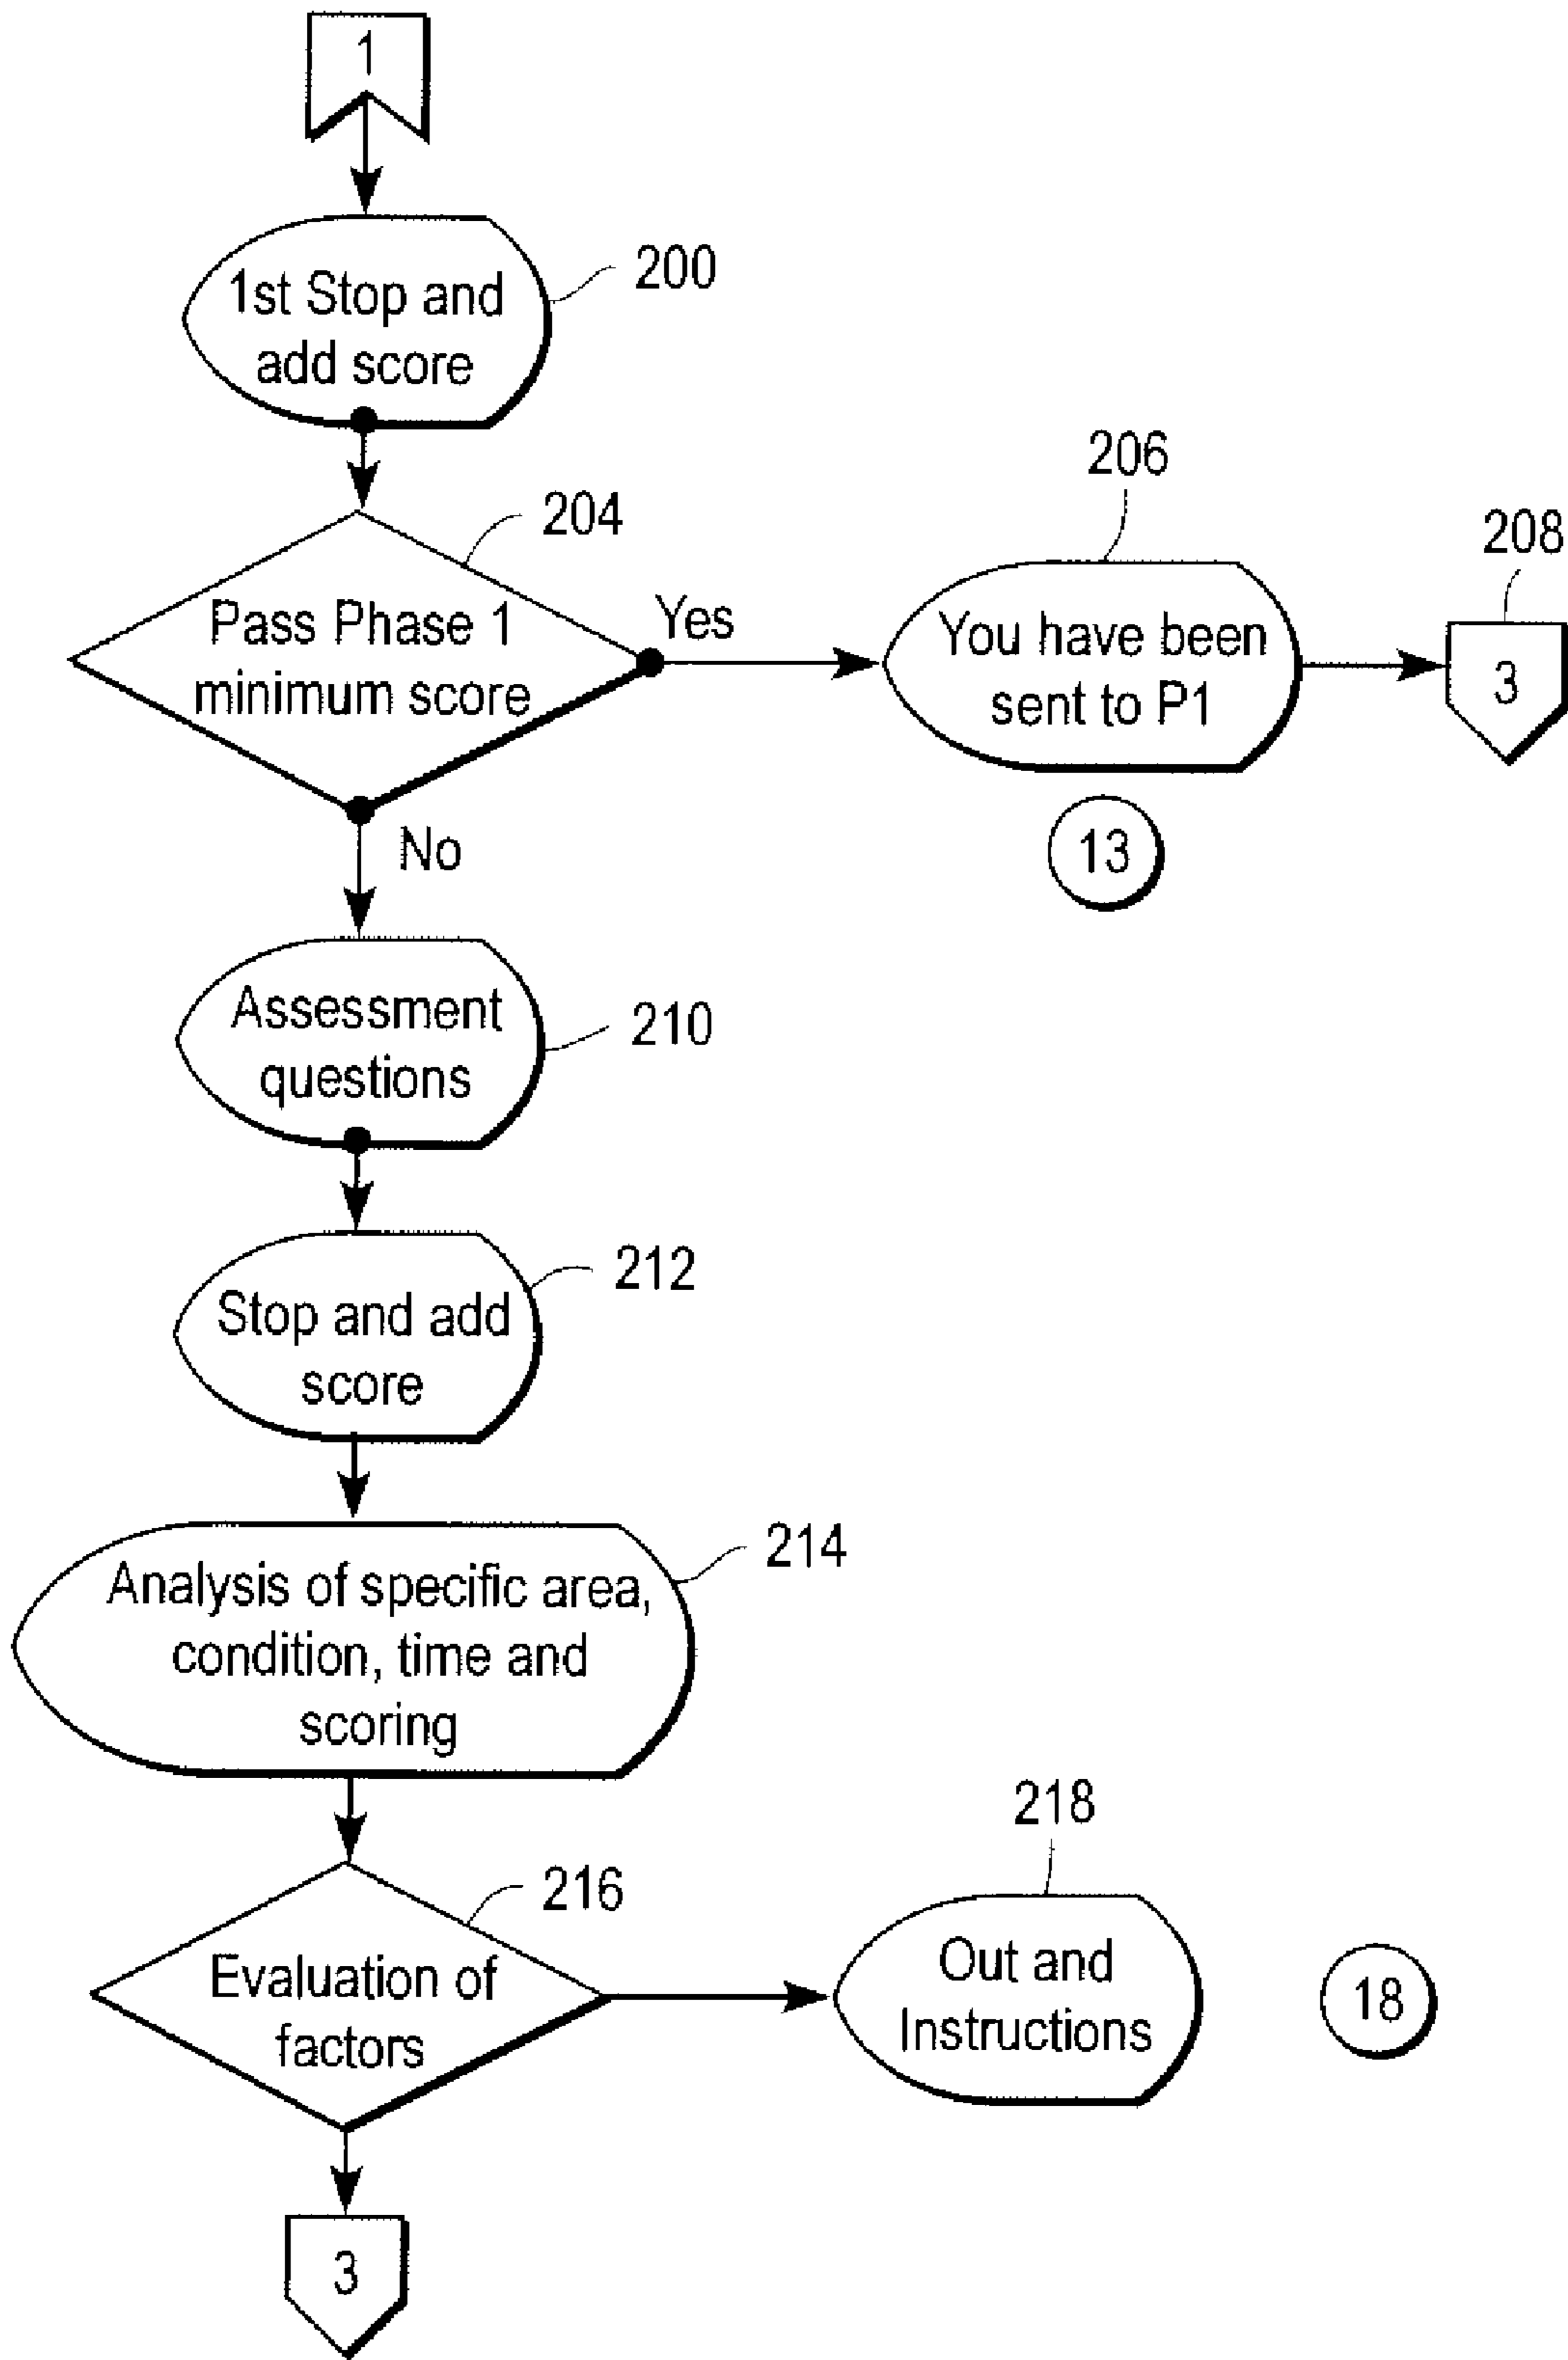 1
1st Stop and
add score
200
204
Pass Phase 1
minimum score
Yes
206
You have been
sent to P1
208
3
13
No
Assessment
questions
210
212
Stop and add
score
214
Analysis of specific area,
condition, time and
scoring
216
Evaluation of
factors
218
Out and
Instructions
18
3